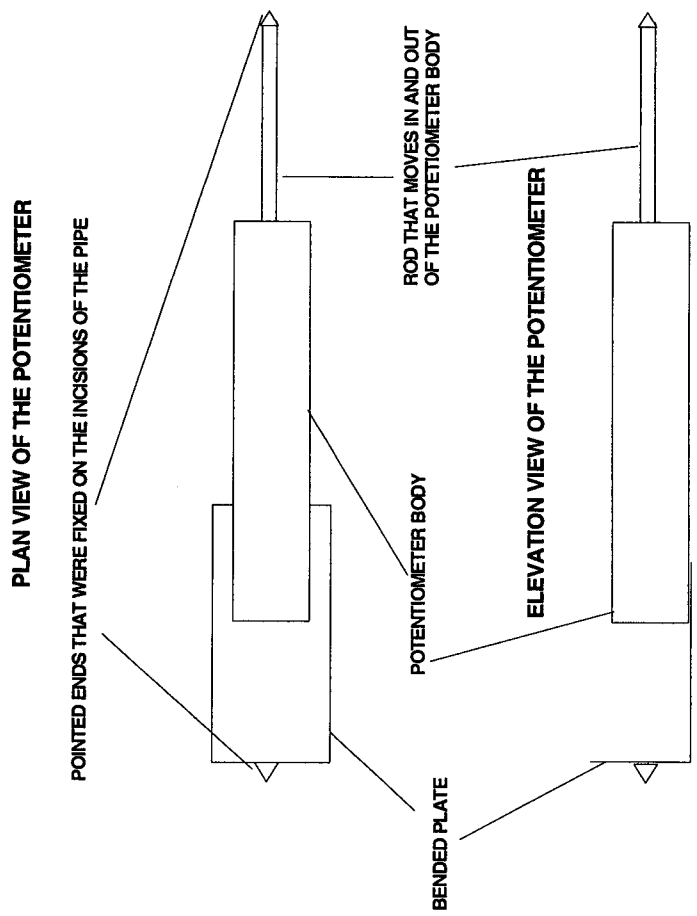 PLAN VIEW OF THE POTENTIOMETER
POINTED ENDS THAT WERE FIXED ON THE INCISIONS OF THE PIPE
ROD THAT MOVES IN AND OUT
OF THE POTETIOMETER BODY
POTENTIOMETER BODY
BENDED PLATE
ELEVATION VIEW OF THE POTENTIOMETER